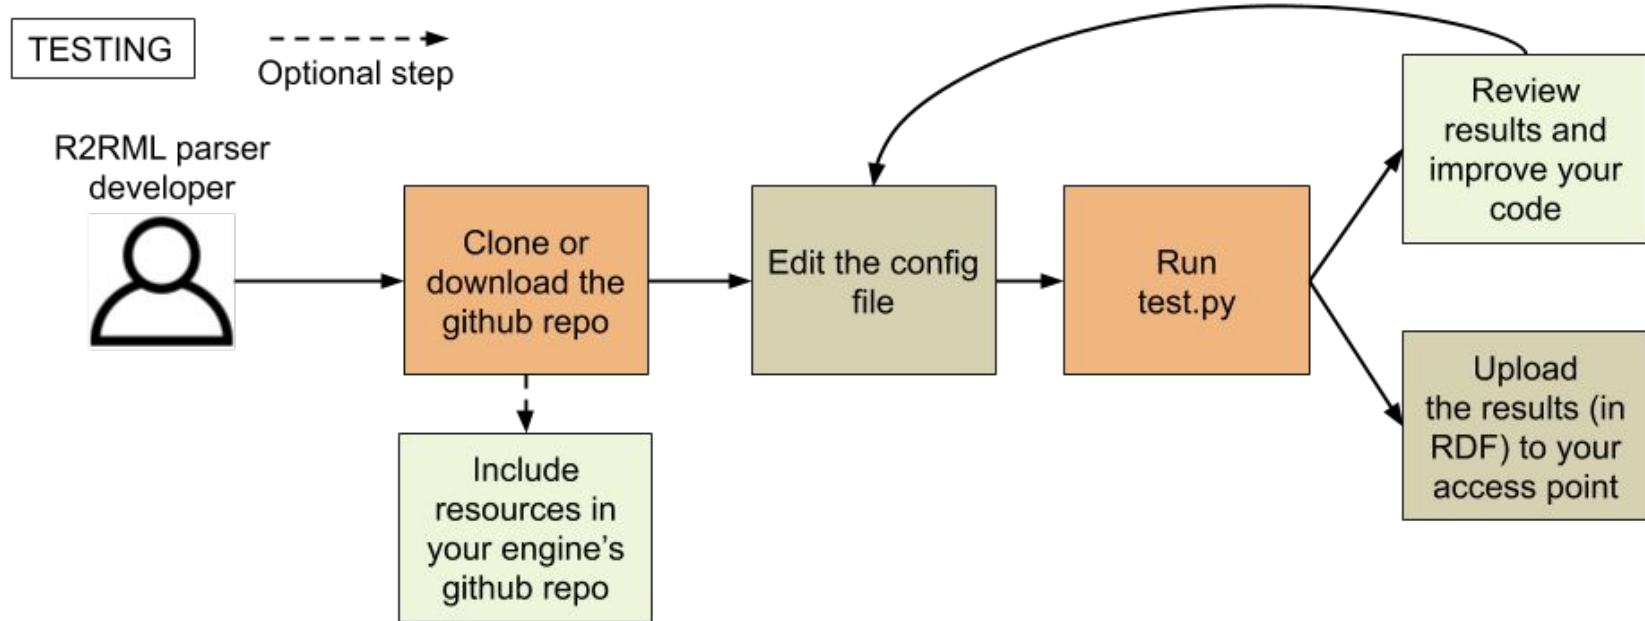 TESTING
Optional step
R2RML parser
developer
Clone or
download the
github repo
Include
resources in
your engine's
github repo
Edit the config
file
Run
test.py
Review
results and
improve your
code
Upload
the results (in
RDF) to your
access point